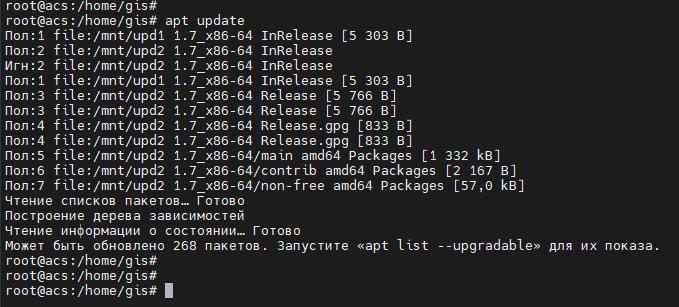 root@acs:/home/gis#
root@acs:/home/gis# apt update
Пол:1 file:/mnt/upd1 1.7_x86-64 InRelease [5 303 B]
Пол:2 file:/mnt/upd2 1.7_x86-64 InRelease
Игн:2 file:/mnt/upd2 1.7_x86-64 InRelease
Пол:1 file:/mnt/upd1 1.7_x86-64 InRelease [5 303 B]
Пол:3 file:/mnt/upd2 1.7_x86-64 Release [5 766 B]
Пол:3 file:/mnt/upd2 1.7_x86-64 Release [5 766 B]
Пол:4 file:/mnt/upd2 1.7_x86-64 Release.gpg [833 B]
Пол:4 file:/mnt/upd2 1.7_x86-64 Release.gpg [833 B]
Пол:5 file:/mnt/upd2 1.7_x86-64/main amd64 Packages [1 332 kB]
Пол:6 file:/mnt/upd2 1.7_x86-64/contrib amd64 Packages [2 167 B]
Пол:7 file:/mnt/upd2 1.7_x86-64/non-free amd64 Packages [57,0 kB]
Чтение списков пакетов… Готово
Построение дерева зависимостей
Чтение информации о состоянии… Готово
Может быть обновлено 268 пакетов. Запустите «apt list --upgradable» для их показа.
root@acs:/home/gis#
root@acs:/home/gis#
root@acs:/home/gis#